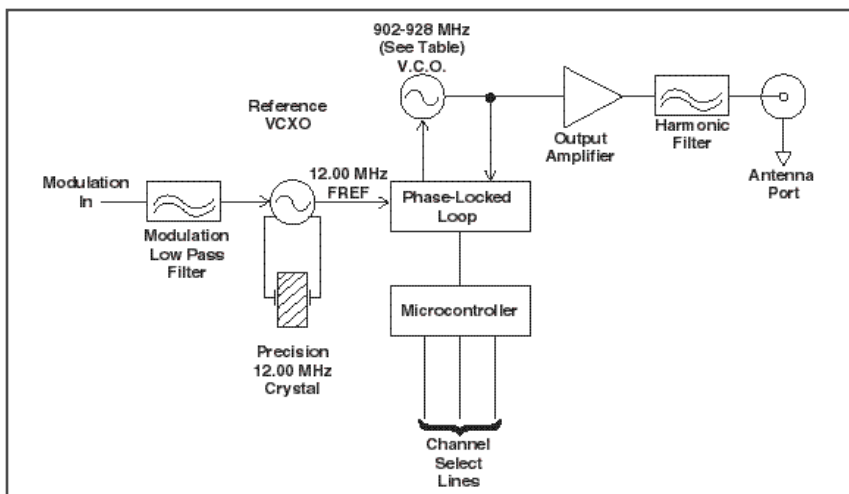 902-928 MHz
(See Table)
V.C.O.
Reference
VCXO
Output
Amplifier
Harmonic
Filter
Antenna
Port
Modulation
In
12.00 MHz
FREF
Phase-Locked
Loop
Modulation
Low Pass
Filter
Microcontroller
Precision
12.00 MHz
Crystal
Channel
Select
Lines